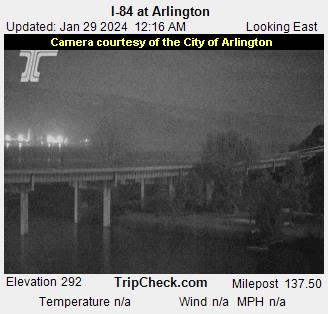 I-84 at Arlington
Updated: Jan 29 2024 12:16 AM Looking East
Camera courtesy of the City of Arlington
Elevation 292 TripCheck.com Milepost 137.50
Temperature n/a Wind n/a MPH n/a